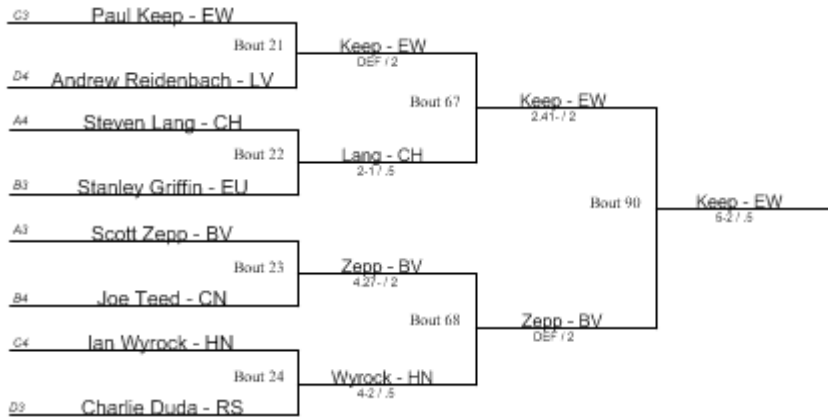 C3 Paul Keep - EW
Bout 21
Keep - EW
DEF / 2
D4 Andrew Reidenbach - LV
Bout 67
Keep - EW
2.41- / 2
A4 Steven Lang - CH
Bout 22
Lang - CH
2-1 / .5
B3 Stanley Griffin - EU
Bout 90
Keep - EW
6-2 / .5
A3 Scott Zepp - BV
Bout 23
Zepp - BV
4.27- / 2
B4 Joe Teed - CN
Bout 68
Zepp - BV
DEF / 2
C4 Ian Wyrock - HN
Bout 24
Wyrock - HN
4-2 / .5
D3 Charlie Duda - RS